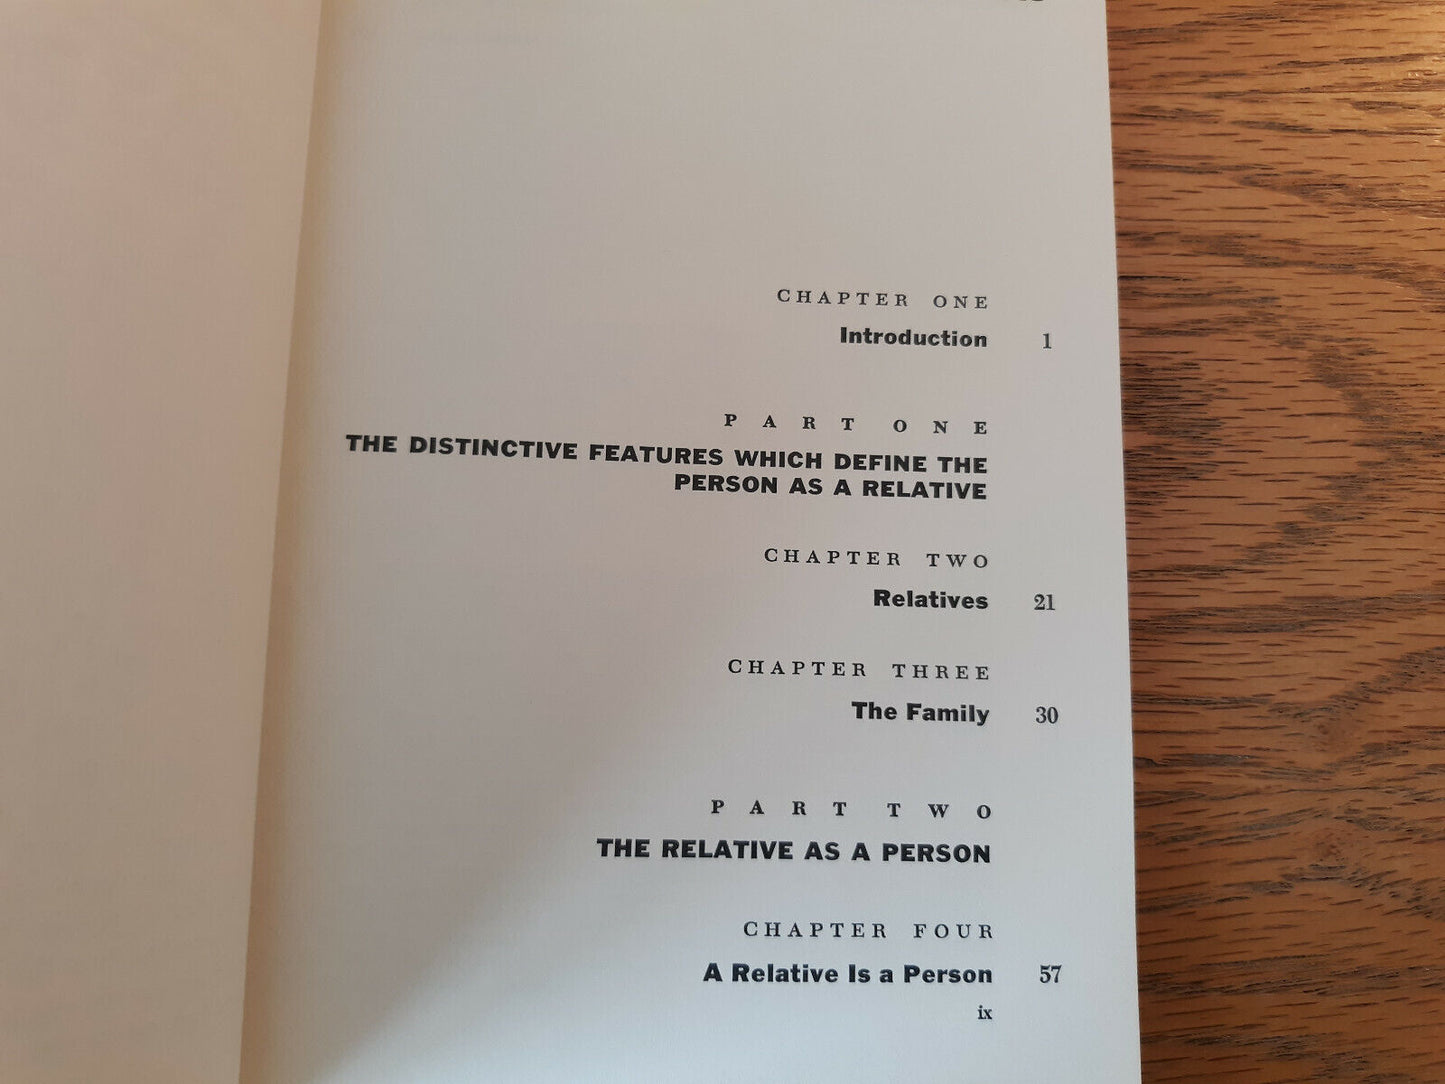 CHAPTER ONE
Introduction 1
PART ONE
THE DISTINCTIVE FEATURES WHICH DEFINE THE
PERSON AS A RELATIVE
CHAPTER TWO
Relatives 21
CHAPTER THREE
The Family 30
PART TWO
THE RELATIVE AS A PERSON
CHAPTER FOUR
A Relative Is a Person 57
ix